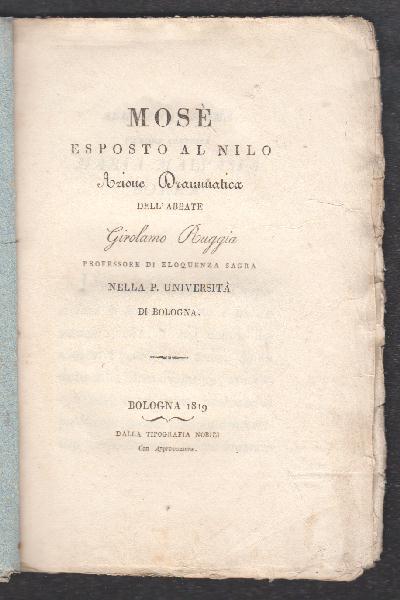 MOSÈ
ESPOSTO AL NILO
Azione Drammatica
DELL' ABBATE
Girolamo Ruggia
PROFESSORE DI ELOQUENZA SAGRA
NELLA P. UNIVERSITÀ
DI BOLOGNA.
BOLOGNA 1819
DALLA TIPOGRAFIA NOBILI
Con Approvazione.